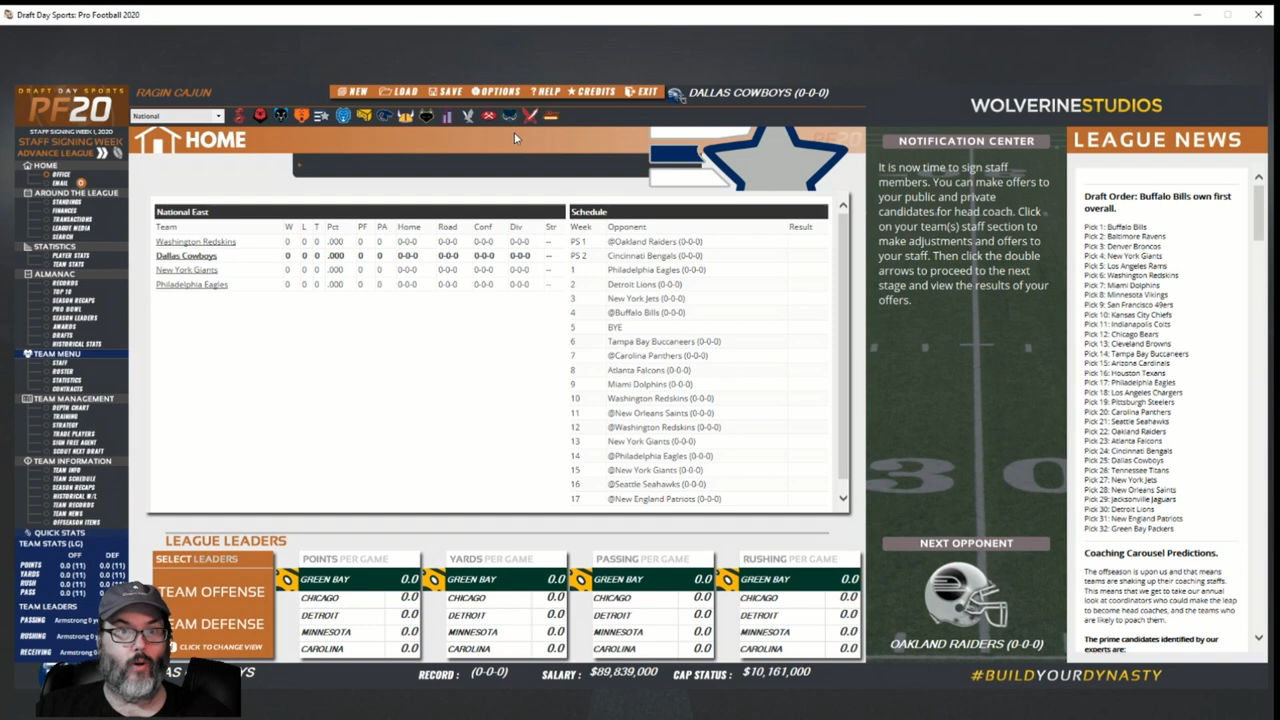 Draft Day Sports: Pro Football 2020
DRAFT DAY SPORTS
PF20
RAGIN CAJUN
NEW LOAD SAVE OPTIONS HELP CREDITS EXIT
DALLAS COWBOYS (0-0-0)
WOLVERINESTUDIOS
National
STAFF SIGNING WEEK 1, 2020
STAFF SIGNING WEEK
ADVANCE LEAGUE
HOME
OFFICE
EMAIL 0
AROUND THE LEAGUE
STANDINGS
FINANCES
TRANSACTIONS
LEAGUE MEDIA
SEARCH
STATISTICS
PLAYER STATS
TEAM STATS
ALMANAC
RECORDS
TOP 10
SEASON RECAPS
PRO BOWL
SEASON LEADERS
AWARDS
DRAFTS
HISTORICAL STATS
TEAM MENU
STAFF
ROSTER
STATISTICS
CONTRACTS
TEAM MANAGEMENT
DEPTH CHART
TRAINING
STRATEGY
TRADE PLAYERS
SIGN FREE AGENT
SCOUT NEXT DRAFT
TEAM INFORMATION
TEAM INFO
TEAM SCHEDULE
SEASON RECAPS
HISTORICAL W/L
TEAM RECORDS
TEAM NEWS
OFFSEASON ITEMS
QUICK STATS
TEAM STATS (LG)
OFF DEF
POINTS 0.0 (11) 0.0 (11)
YARDS 0.0 (11) 0.0 (11)
RUSH 0.0 (11) 0.0 (11)
PASS 0.0 (11) 0.0 (11)
TEAM LEADERS
PASSING Armstrong 0
RUSHING Armstrong 0
RECEIVING Armstrong 0
HOME
National East
Team W L T Pct PF PA Home Road Conf Div Str
Washington Redskins 0 0 0 .000 0 0 0-0-0 0-0-0 0-0-0 0-0-0 --
Dallas Cowboys 0 0 0 .000 0 0 0-0-0 0-0-0 0-0-0 0-0-0 --
New York Giants 0 0 0 .000 0 0 0-0-0 0-0-0 0-0-0 0-0-0 --
Philadelphia Eagles 0 0 0 .000 0 0 0-0-0 0-0-0 0-0-0 0-0-0 --
Schedule
Week Opponent Result
PS 1 @Oakland Raiders (0-0-0)
PS 2 Cincinnati Bengals (0-0-0)
1 Philadelphia Eagles (0-0-0)
2 Detroit Lions (0-0-0)
3 New York Jets (0-0-0)
4 @Buffalo Bills (0-0-0)
5 BYE
6 Tampa Bay Buccaneers (0-0-0)
7 @Carolina Panthers (0-0-0)
8 Atlanta Falcons (0-0-0)
9 Miami Dolphins (0-0-0)
10 Washington Redskins (0-0-0)
11 @New Orleans Saints (0-0-0)
12 @Washington Redskins (0-0-0)
13 New York Giants (0-0-0)
14 @Philadelphia Eagles (0-0-0)
15 @New York Giants (0-0-0)
16 @Seattle Seahawks (0-0-0)
17 @New England Patriots (0-0-0)
LEAGUE LEADERS
SELECT LEADERS
TEAM OFFENSE
TEAM DEFENSE
CLICK TO CHANGE VIEW
POINTS PER GAME
GREEN BAY 0.0
CHICAGO 0.0
DETROIT 0.0
MINNESOTA 0.0
CAROLINA 0.0
YARDS PER GAME
GREEN BAY 0.0
CHICAGO 0.0
DETROIT 0.0
MINNESOTA 0.0
CAROLINA 0.0
PASSING PER GAME
GREEN BAY 0.0
CHICAGO 0.0
DETROIT 0.0
MINNESOTA 0.0
CAROLINA 0.0
RUSHING PER GAME
GREEN BAY 0.0
CHICAGO 0.0
DETROIT 0.0
MINNESOTA 0.0
CAROLINA 0.0
RECORD : (0-0-0) SALARY: $89,839,000 CAP STATUS : $10,161,000
NOTIFICATION CENTER
It is now time to sign staff
members. You can make offers to
your public and private
candidates for head coach. Click
on your team(s) staff section to
make adjustments and offers to
your staff. Then click the double
arrows to proceed to the next
stage and view the results of your
offers.
30
NEXT OPPONENT
OAKLAND RAIDERS (0-0-0)
LEAGUE NEWS
Draft Order: Buffalo Bills own first
overall.
Pick 1: Buffalo Bills
Pick 2: Baltimore Ravens
Pick 3: Denver Broncos
Pick 4: New York Giants
Pick 5: Los Angeles Rams
Pick 6: Washington Redskins
Pick 7: Miami Dolphins
Pick 8: Minnesota Vikings
Pick 9: San Francisco 49ers
Pick 10: Kansas City Chiefs
Pick 11: Indianapolis Colts
Pick 12: Chicago Bears
Pick 13: Cleveland Browns
Pick 14: Tampa Bay Buccaneers
Pick 15: Arizona Cardinals
Pick 16: Houston Texans
Pick 17: Philadelphia Eagles
Pick 18: Los Angeles Chargers
Pick 19: Pittsburgh Steelers
Pick 20: Carolina Panthers
Pick 21: Seattle Seahawks
Pick 22: Oakland Raiders
Pick 23: Atlanta Falcons
Pick 24: Cincinnati Bengals
Pick 25: Dallas Cowboys
Pick 26: Tennessee Titans
Pick 27: New York Jets
Pick 28: New Orleans Saints
Pick 29: Jacksonville Jaguars
Pick 30: Detroit Lions
Pick 31: New England Patriots
Pick 32: Green Bay Packers
Coaching Carousel Predictions.
The offseason is upon us and that means
teams are shaking up their coaching staffs.
This means that we get to take our annual
look at coordinators who could make the leap
to become head coaches, and the teams who
are likely to poach them.
The prime candidates identified by our
experts are:
#BUILDYOURDYNASTY